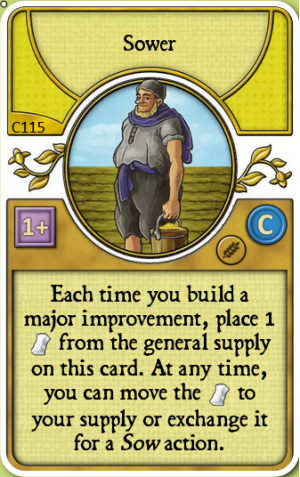 Sower
C115
1+
C
Each time you build a
major improvement, place 1
from the general supply
on this card. At any time,
you can move the to
your supply or exchange it
for a Sow action.